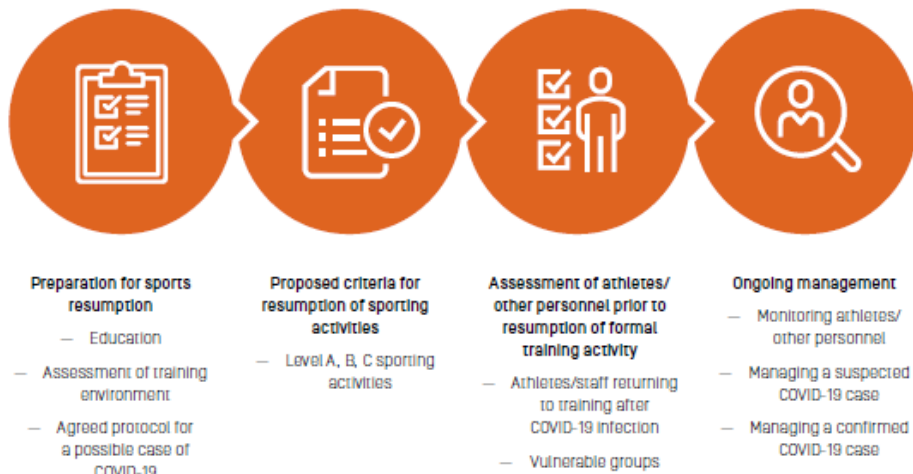 Preparation for sports
resumption
— Education
— Assessment of training
environment
— Agreed protocol for
a possible case of
COVID-19
Proposed criteria for
resumption of sporting
activities
— Level A, B, C sporting
activities
Assessment of athletes/
other personnel prior to
resumption of formal
training activity
— Athletes/staff returning
to training after
COVID-19 infection
— Vulnerable groups
Ongoing management
— Monitoring athletes/
other personnel
— Managing a suspected
COVID-19 case
— Managing a confirmed
COVID-19 case